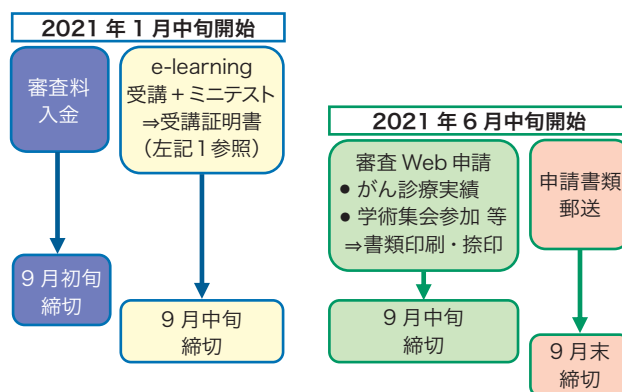 2021 年 1 月中旬開始
審査料
入金
e-learning
受講＋ミニテスト
⇒受講証明書
（左記１参照）
9 月初旬
締切
9 月中旬
締切
2021 年 6 月中旬開始
審査 Web 申請
● がん診療実績
● 学術集会参加 等
⇒書類印刷・捺印
申請書類
郵送
9 月中旬
締切
9 月末
締切